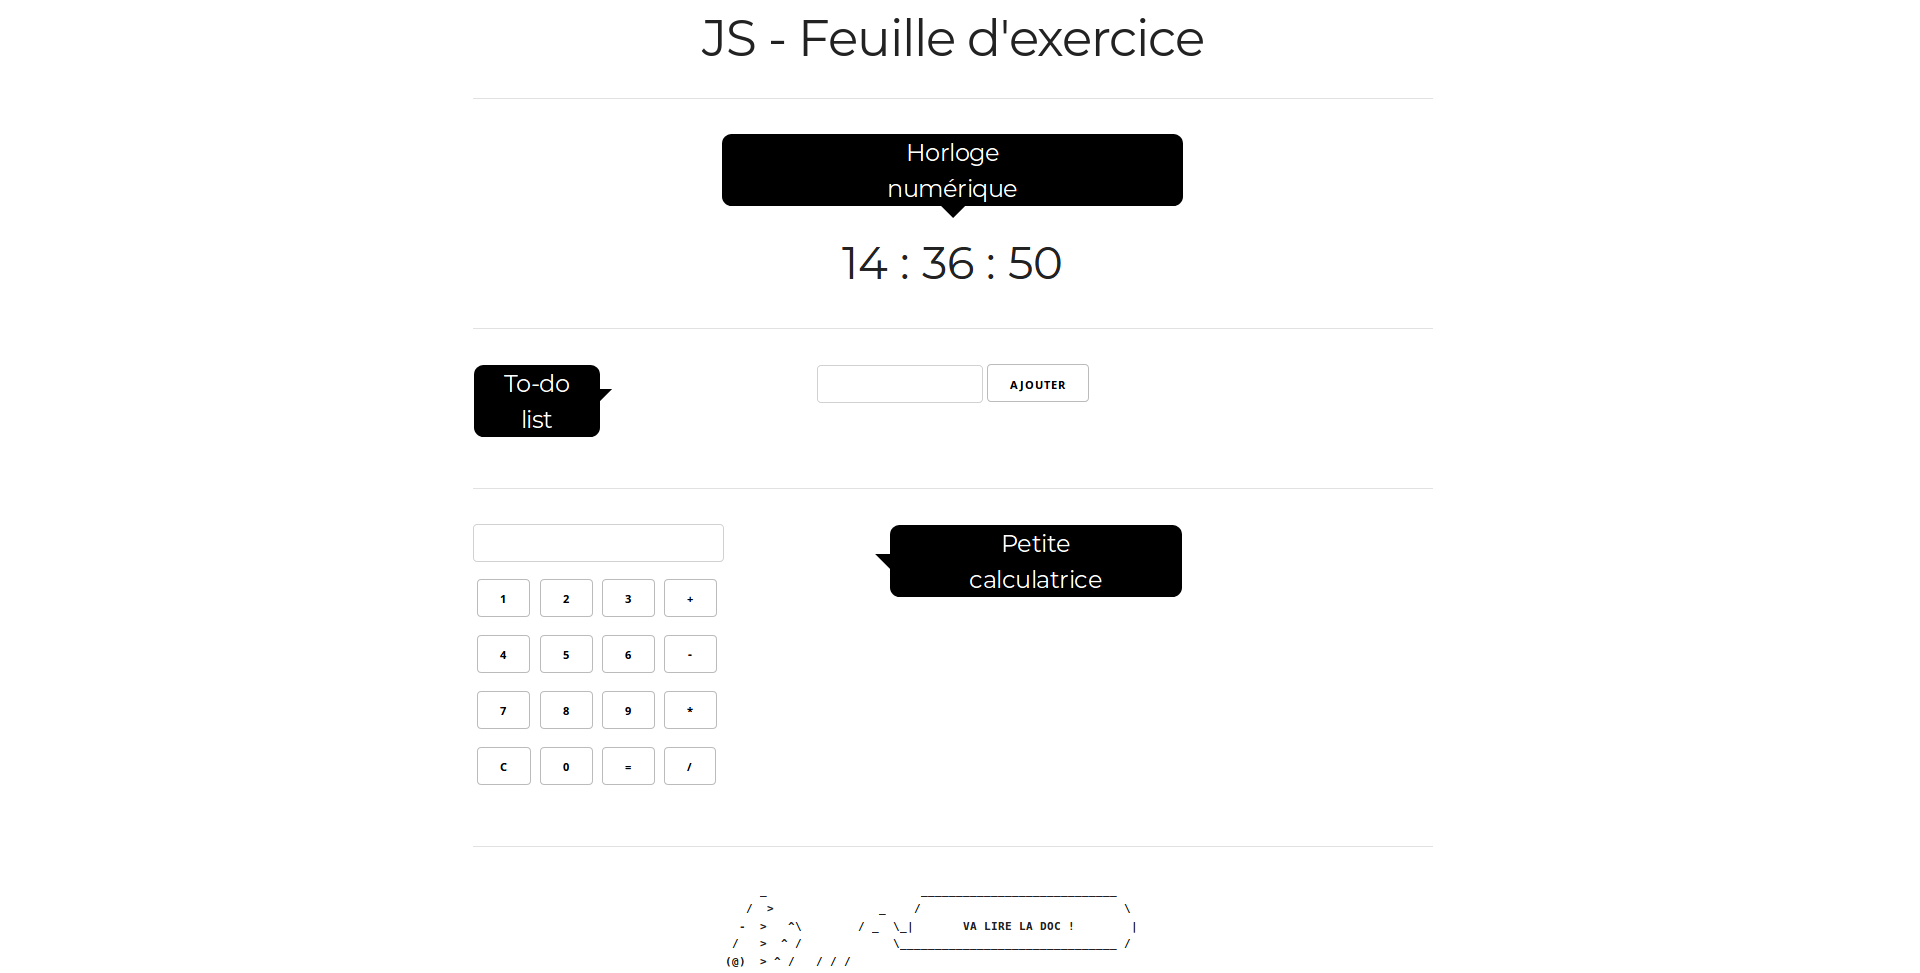 JS - Feuille d'exercice
Horloge
numérique
14 : 36 : 50
To-do
list
AJOUTER
Petite
calculatrice
1 2 3 +
4 5 6 -
7 8 9 *
C 0 = /
VA LIRE LA DOC !